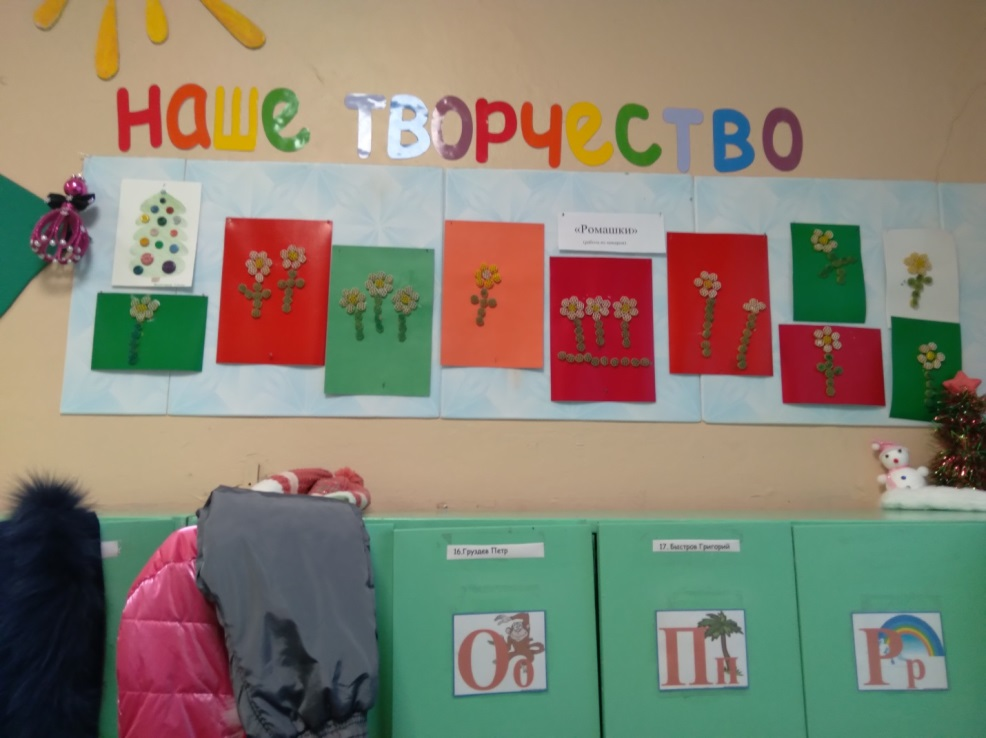 наше творчество
«Ромашки»
16.Груздев Петр
17. Быстров Григорий
Оо
Пп
Рр